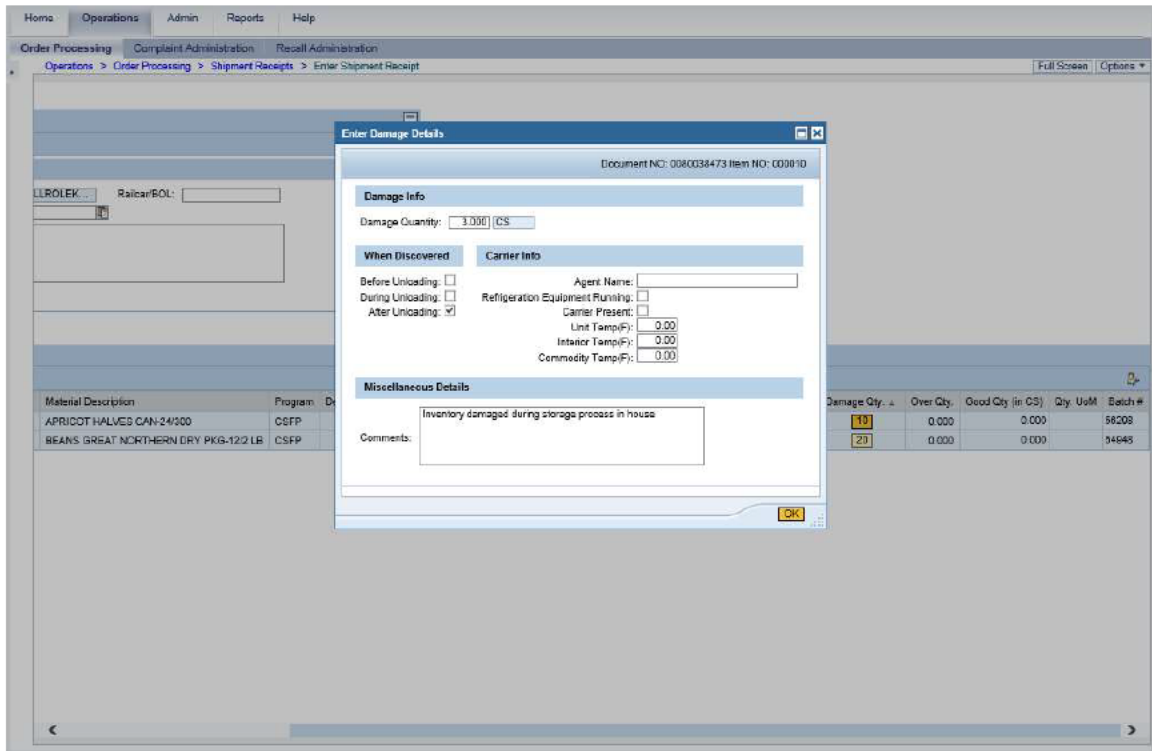 Home Operations Admin Reports Help
Order Processing Complaint Administration Recall Administration
Operations > Order Processing > Shipment Receipts > Enter Shipment Receipt Full Screen Options
Enter Damage Details
Document NO: 0080038473 Item NO: 000010
LLROLEK... Railcar/BOL:
Damage Info
Damage Quantity: 3.000 CS
When Discovered Carrier Info
Before Unloading: Agent Name:
During Unloading: Refrigeration Equipment Running:
After Unloading: Carrier Present:
Unit Temp(F): 0.00
Interior Temp(F): 0.00
Commodity Temp(F): 0.00
Miscellaneous Details
Inventory damaged during storage process in house
Comments:
OK
Material Description Program Damage Qty. Over Qty. Good Qty (in CS) Qty. UoM Batch #
APRICOT HALVES CAN-24/300 CSFP 10 0.000 0.000
BEANS GREAT NORTHERN DRY PKG-12/2 LB CSFP 20 0.000 0.000